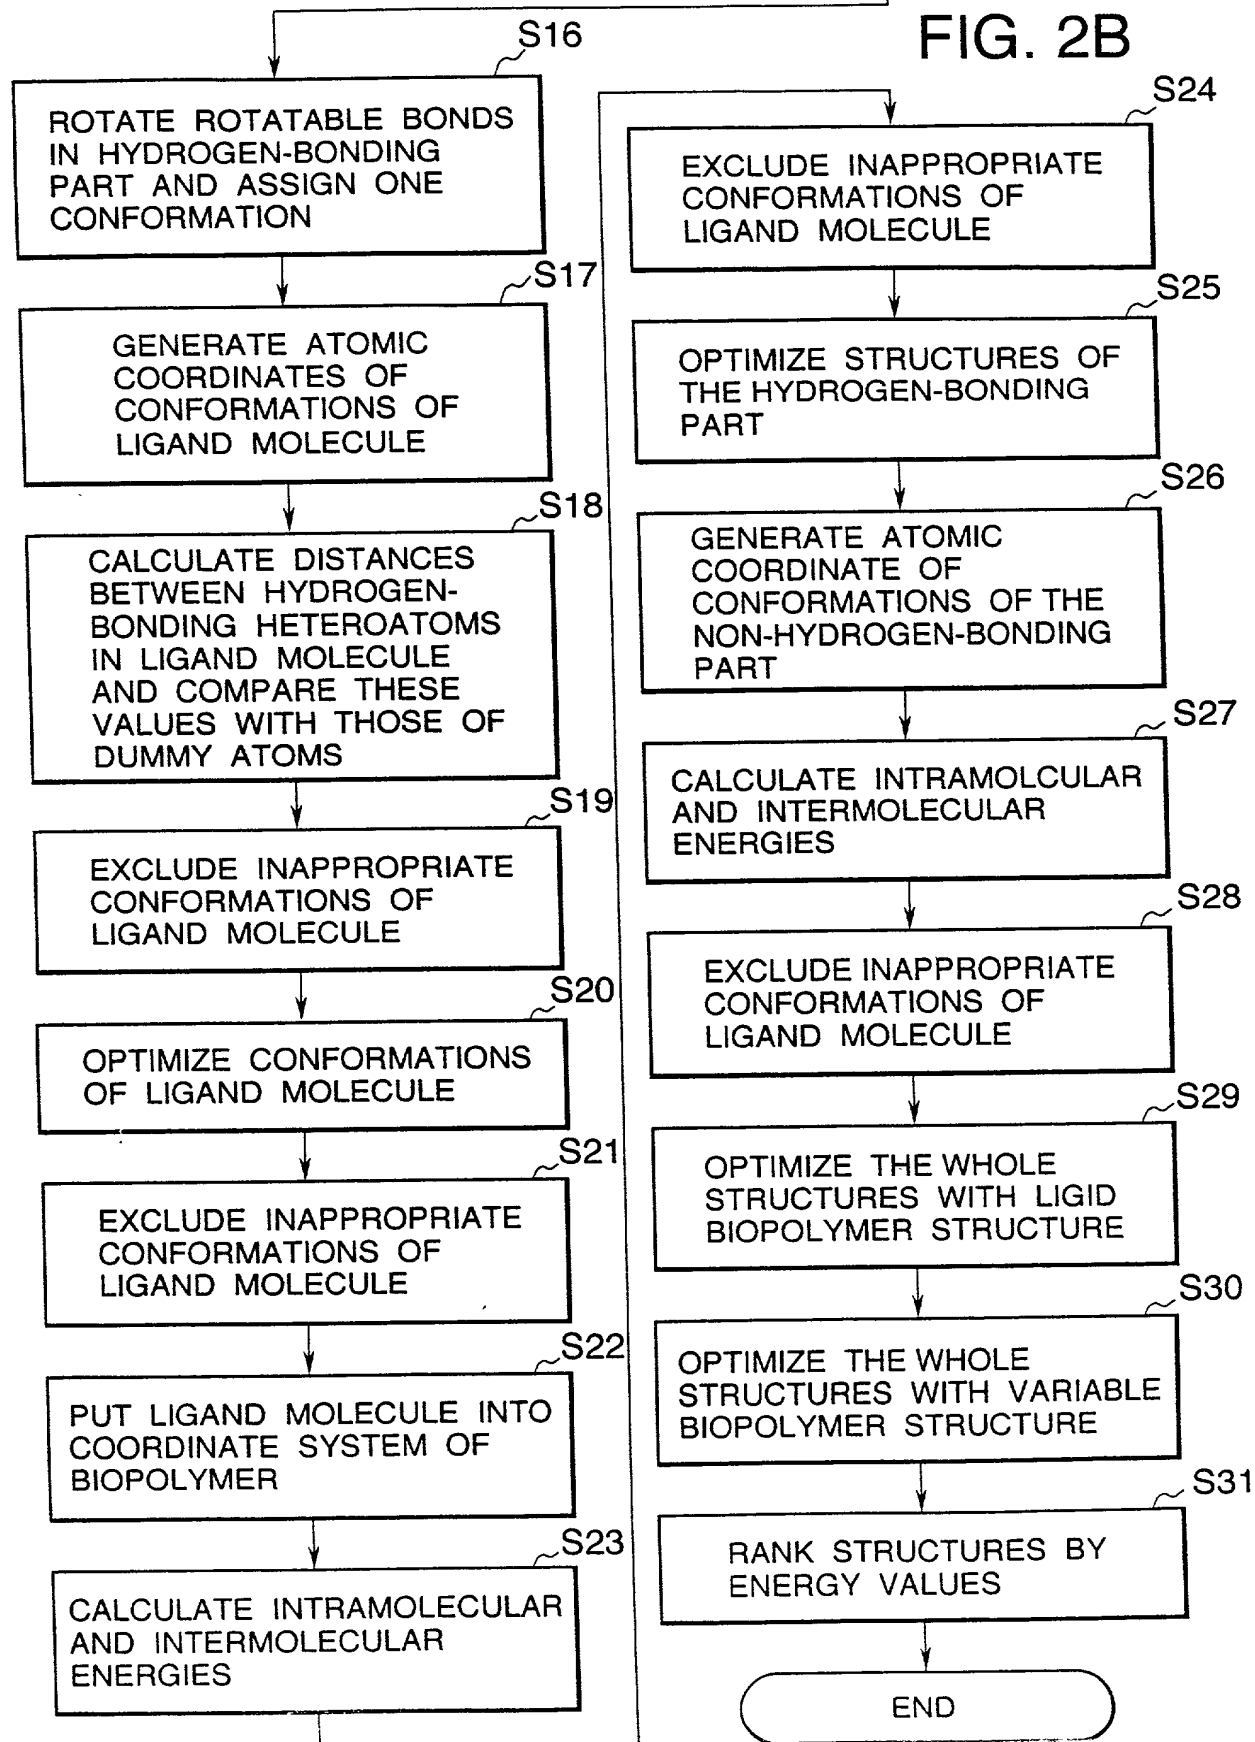 FIG. 2B
S16
ROTATE ROTATABLE BONDS
IN HYDROGEN-BONDING
PART AND ASSIGN ONE
CONFORMATION
S17
GENERATE ATOMIC
COORDINATES OF
CONFORMATIONS OF
LIGAND MOLECULE
S18
CALCULATE DISTANCES
BETWEEN HYDROGEN-
BONDING HETEROATOMS
IN LIGAND MOLECULE
AND COMPARE THESE
VALUES WITH THOSE OF
DUMMY ATOMS
S19
EXCLUDE INAPPROPRIATE
CONFORMATIONS OF
LIGAND MOLECULE
S20
OPTIMIZE CONFORMATIONS
OF LIGAND MOLECULE
S21
EXCLUDE INAPPROPRIATE
CONFORMATIONS OF
LIGAND MOLECULE
S22
PUT LIGAND MOLECULE INTO
COORDINATE SYSTEM OF
BIOPOLYMER
S23
CALCULATE INTRAMOLECULAR
AND INTERMOLECULAR
ENERGIES
S24
EXCLUDE INAPPROPRIATE
CONFORMATIONS OF
LIGAND MOLECULE
S25
OPTIMIZE STRUCTURES OF
THE HYDROGEN-BONDING
PART
S26
GENERATE ATOMIC
COORDINATE OF
CONFORMATIONS OF THE
NON-HYDROGEN-BONDING
PART
S27
CALCULATE INTRAMOLCULAR
AND INTERMOLECULAR
ENERGIES
S28
EXCLUDE INAPPROPRIATE
CONFORMATIONS OF
LIGAND MOLECULE
S29
OPTIMIZE THE WHOLE
STRUCTURES WITH LIGID
BIOPOLYMER STRUCTURE
S30
OPTIMIZE THE WHOLE
STRUCTURES WITH VARIABLE
BIOPOLYMER STRUCTURE
S31
RANK STRUCTURES BY
ENERGY VALUES
END